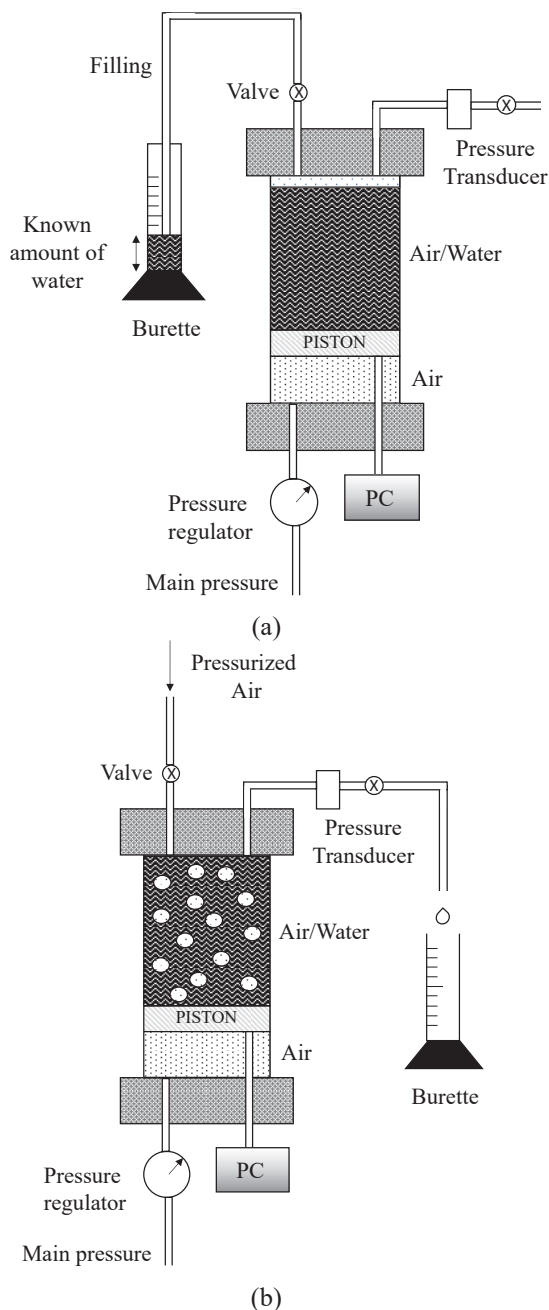 Filling
Valve
Pressure
Transducer
Known
amount of
water
Air/Water
Burette
PISTON
Air
Pressure
regulator
PC
Main pressure
(a)
Pressurized
Air
Valve
Pressure
Transducer
Air/Water
PISTON
Air
Burette
Pressure
regulator
PC
Main pressure
(b)